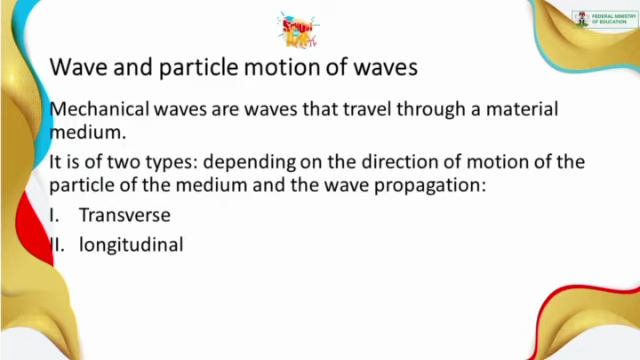 FEDERAL MINISTRY
OF EDUCATION
Wave and particle motion of waves
Mechanical waves are waves that travel through a material
medium.
It is of two types: depending on the direction of motion of the
particle of the medium and the wave propagation:
I. Transverse
II. longitudinal